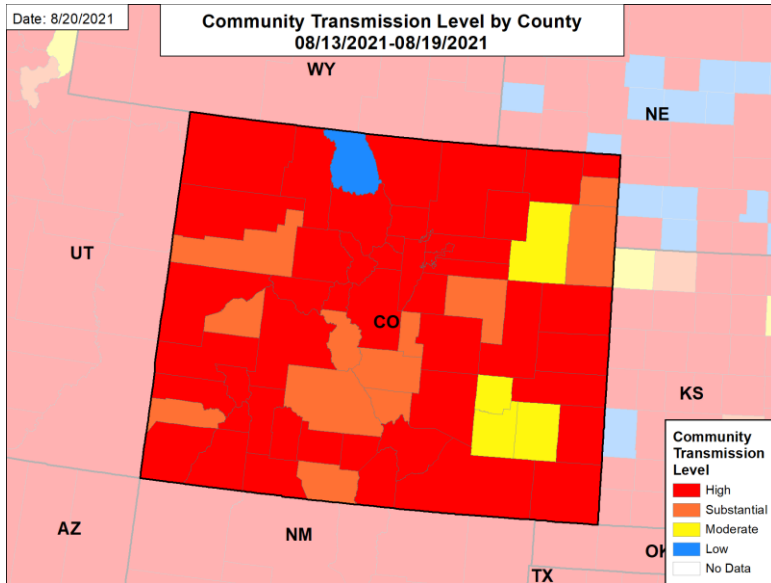 Date: 8/20/2021
Community Transmission Level by County
08/13/2021-08/19/2021
WY
NE
UT
CO
KS
AZ
NM
OK
TX
Community
Transmission
Level
High
Substantial
Moderate
Low
No Data